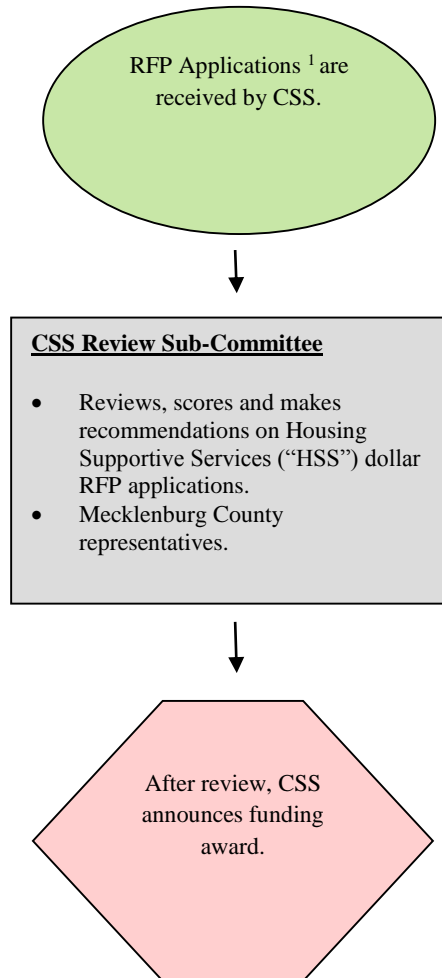 RFP Applications ¹ are
received by CSS.
CSS Review Sub-Committee
• Reviews, scores and makes
recommendations on Housing
Supportive Services (“HSS”) dollar
RFP applications.
• Mecklenburg County
representatives.
After review, CSS
announces funding
award.